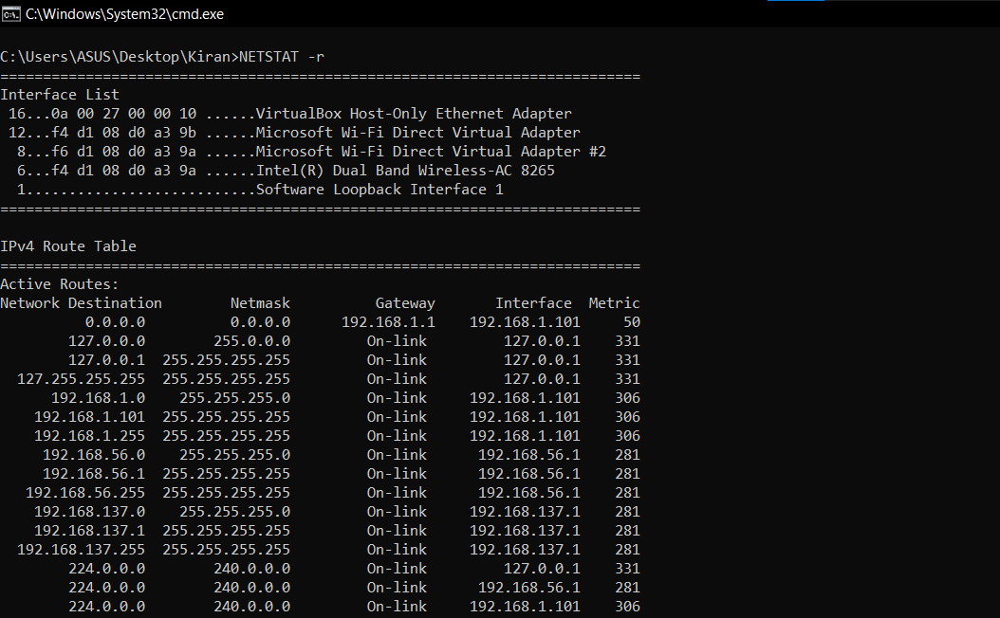 C:\Windows\System32\cmd.exe
C:\Users\ASUS\Desktop\Kiran>NETSTAT -r
===========================================================================
Interface List
 16...0a 00 27 00 00 10 ......VirtualBox Host-Only Ethernet Adapter
 12...f4 d1 08 d0 a3 9b ......Microsoft Wi-Fi Direct Virtual Adapter
  8...f6 d1 08 d0 a3 9a ......Microsoft Wi-Fi Direct Virtual Adapter #2
  6...f4 d1 08 d0 a3 9a ......Intel(R) Dual Band Wireless-AC 8265
  1...........................Software Loopback Interface 1
===========================================================================
IPv4 Route Table
===========================================================================
Active Routes:
Network Destination        Netmask          Gateway       Interface  Metric
          0.0.0.0          0.0.0.0      192.168.1.1    192.168.1.101     50
        127.0.0.0        255.0.0.0         On-link         127.0.0.1    331
        127.0.0.1  255.255.255.255         On-link         127.0.0.1    331
  127.255.255.255  255.255.255.255         On-link         127.0.0.1    331
      192.168.1.0    255.255.255.0         On-link     192.168.1.101    306
    192.168.1.101  255.255.255.255         On-link     192.168.1.101    306
    192.168.1.255  255.255.255.255         On-link     192.168.1.101    306
     192.168.56.0    255.255.255.0         On-link      192.168.56.1    281
     192.168.56.1  255.255.255.255         On-link      192.168.56.1    281
   192.168.56.255  255.255.255.255         On-link      192.168.56.1    281
    192.168.137.0    255.255.255.0         On-link     192.168.137.1    281
    192.168.137.1  255.255.255.255         On-link     192.168.137.1    281
  192.168.137.255  255.255.255.255         On-link     192.168.137.1    281
        224.0.0.0        240.0.0.0         On-link         127.0.0.1    331
        224.0.0.0        240.0.0.0         On-link      192.168.56.1    281
        224.0.0.0        240.0.0.0         On-link     192.168.1.101    306